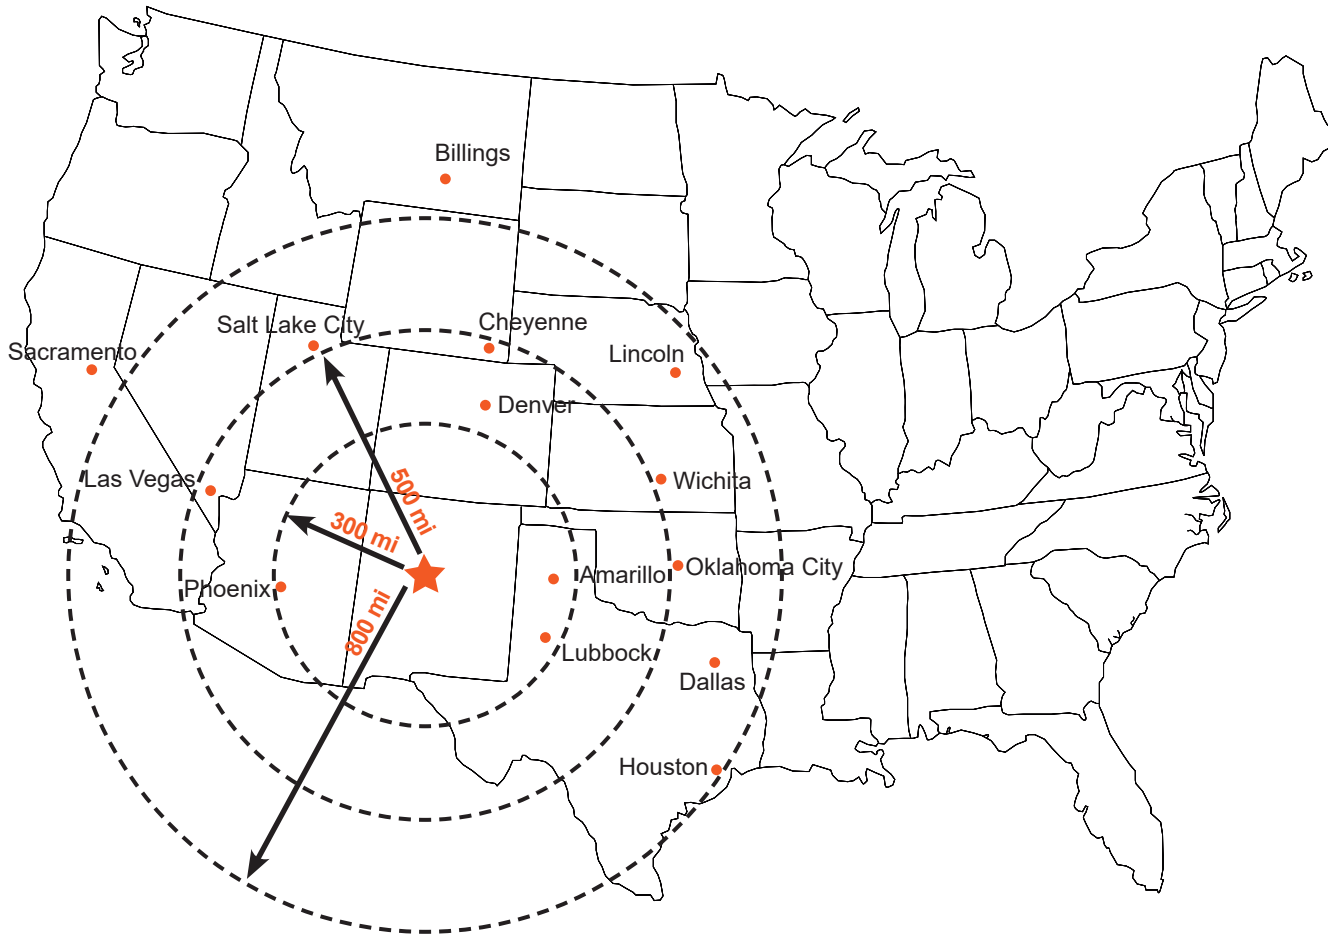 Billings
Salt Lake City
Cheyenne
Sacramento
Lincoln
Denver
Las Vegas
500 mi
Wichita
300 mi
Oklahoma City
Amarillo
Phoenix
800 mi
Lubbock
Dallas
Houston